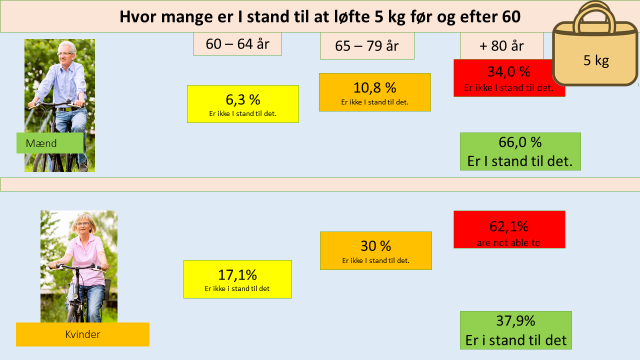 Hvor mange er I stand til at løfte 5 kg før og efter 60
60 – 64 år
65 – 79 år
+ 80 år
5 kg
6,3 %
Er ikke I stand til det.
10,8 %
Er ikke I stand til det.
34,0 %
Er ikke I stand til det.
Mænd
66,0 %
Er I stand til det.
17,1%
Er ikke I stand til det
30 %
Er ikke I stand til det.
62,1%
are not able to
Kvinder
37,9%
Er i stand til det